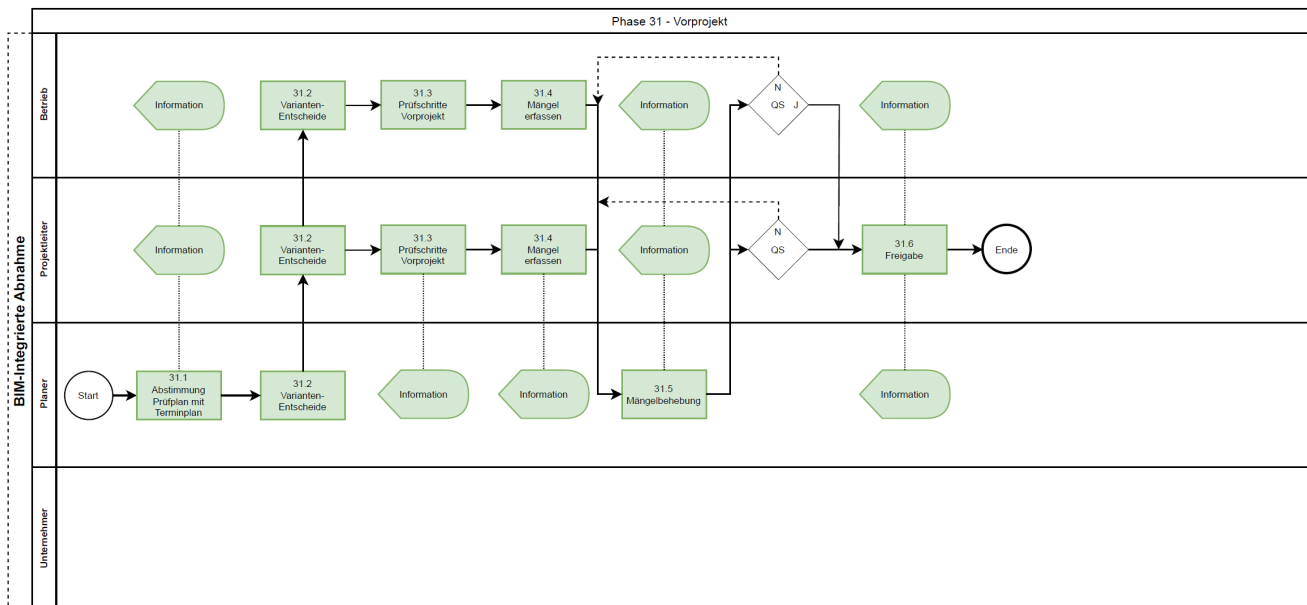 Phase 31 - Vorprojekt
BIM-Integrierte Abnahme
Betrieb
Information
31.2
Varianten-
Entscheide
31.3
Prüfschritte
Vorprojekt
31.4
Mängel
erfassen
Information
N
QS J
Information
Projektleiter
Information
31.2
Varianten-
Entscheide
31.3
Prüfschritte
Vorprojekt
31.4
Mängel
erfassen
Information
N
QS
31.6
Freigabe
Ende
Planer
Start
31.1
Abstimmung
Prüfplan mit
Terminplan
31.2
Varianten-
Entscheide
Information
Information
31.5
Mängelbehebung
Information
Unternehmer